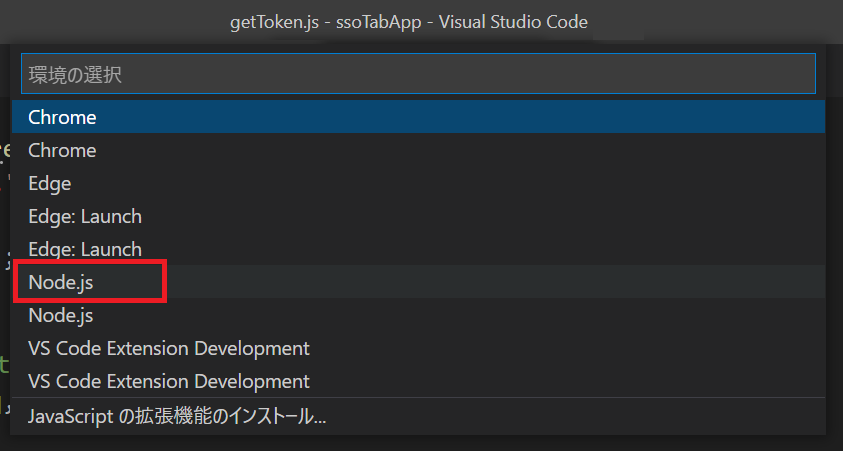 getToken.js - ssoTabApp - Visual Studio Code
環境の選択
Chrome
Chrome
Edge
Edge: Launch
Edge: Launch
Node.js
Node.js
VS Code Extension Development
VS Code Extension Development
JavaScript の拡張機能のインストール...